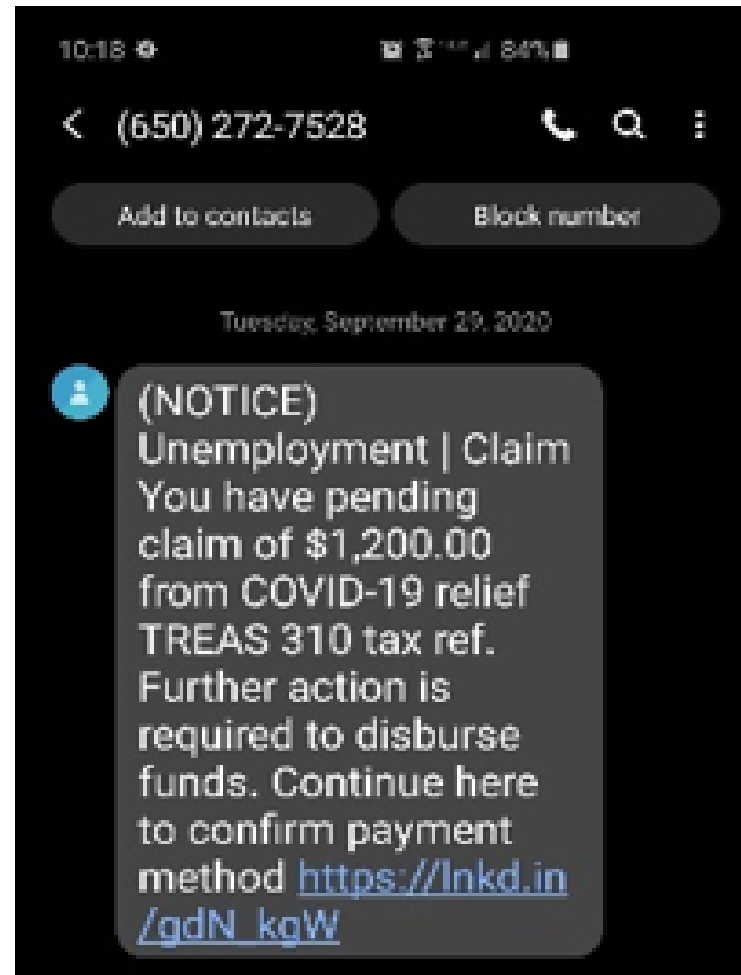 10:18
84%
(650) 272-7528
Add to contacts
Block number
Tuesday, September 29, 2020
(NOTICE)
Unemployment | Claim
You have pending
claim of $1,200.00
from COVID-19 relief
TREAS 310 tax ref.
Further action is
required to disburse
funds. Continue here
to confirm payment
method https://lnkd.in
/gdN_kgW